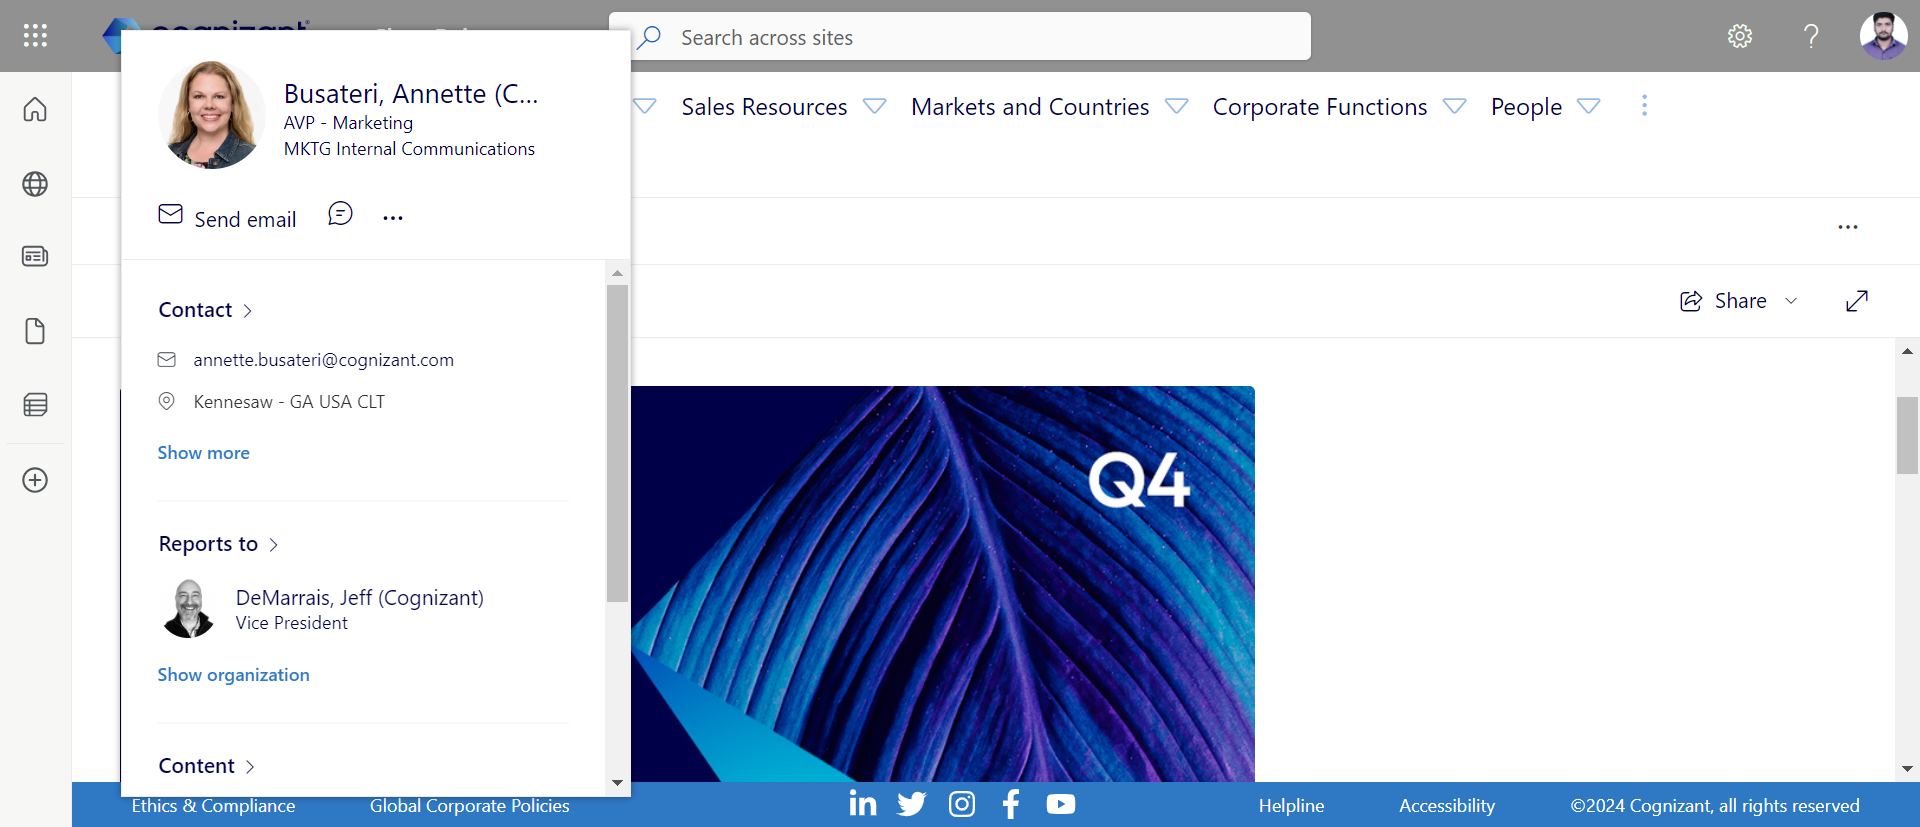 Search across sites
Busateri, Annette (C...
AVP - Marketing
MKTG Internal Communications
Send email
Sales Resources
Markets and Countries
Corporate Functions
People
Share
Contact
annette.busateri@cognizant.com
Kennesaw - GA USA CLT
Show more
Reports to
DeMarrais, Jeff (Cognizant)
Vice President
Show organization
Content
Q4
Ethics & Compliance
Global Corporate Policies
Helpline
Accessibility
©2024 Cognizant, all rights reserved